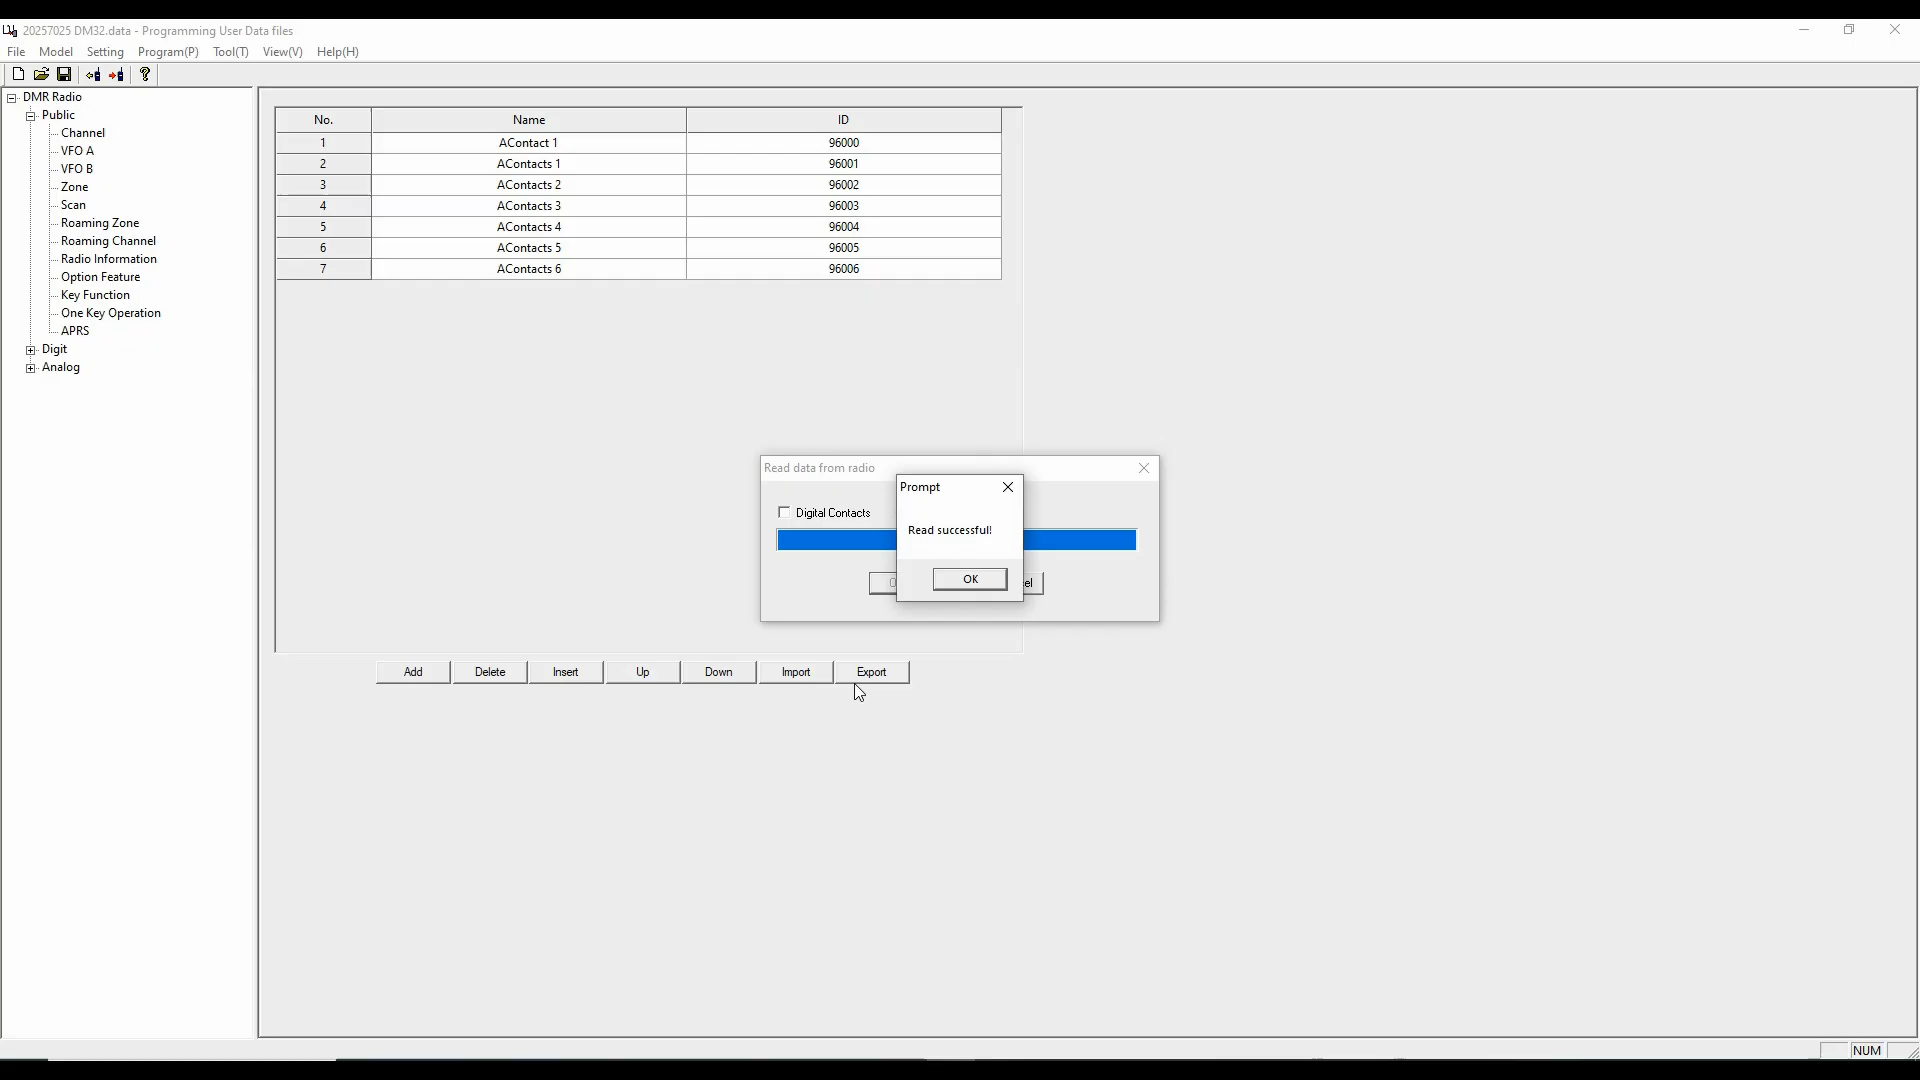 20257025 DM32.data - Programming User Data files
File Model Setting Program(P) Tool(T) View(V) Help(H)
DMR Radio
Public
Channel
VFO A
VFO B
Zone
Scan
Roaming Zone
Roaming Channel
Radio Information
Option Feature
Key Function
One Key Operation
APRS
Digit
Analog
No. Name ID
1 AContact 1 96000
2 AContacts 1 96001
3 AContacts 2 96002
4 AContacts 3 96003
5 AContacts 4 96004
6 AContacts 5 96005
7 AContacts 6 96006
Read data from radio
Digital Contacts
Prompt
Read successful!
OK
el
Add Delete Insert Up Down Import Export
NUM